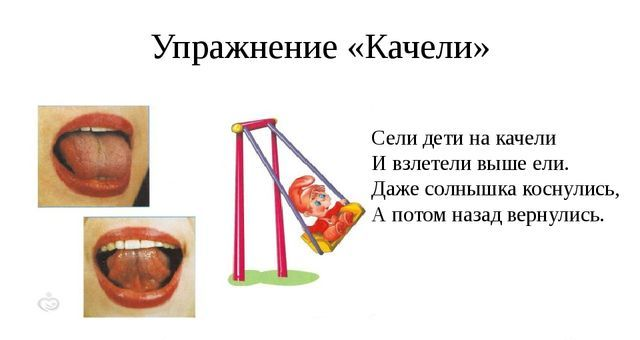 Упражнение «Качели»
Сели дети на качели
И взлетели выше ели.
Даже солнышка коснулись,
А потом назад вернулись.